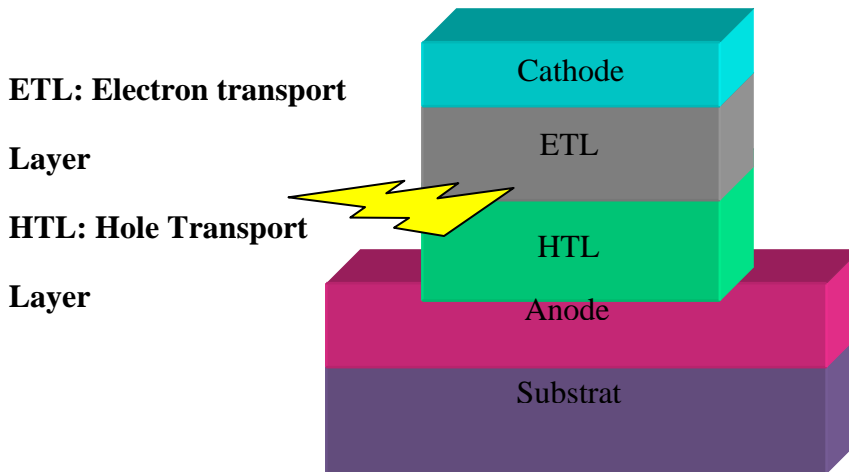 ETL: Electron transport
Layer
HTL: Hole Transport
Layer
Cathode
ETL
HTL
Anode
Substrat